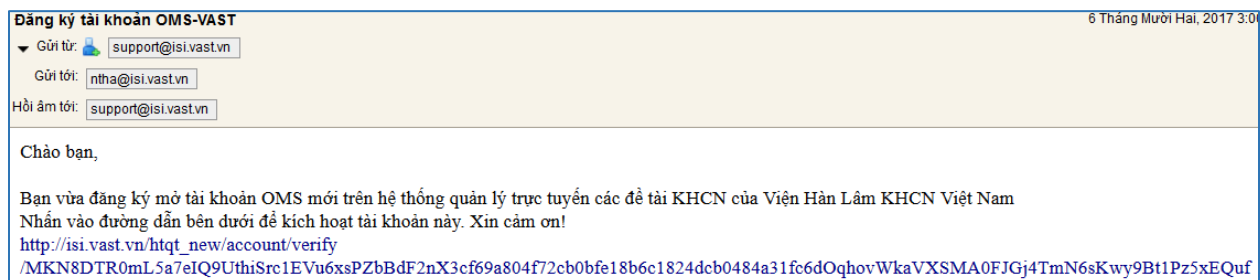 Đăng ký tài khoản OMS-VAST
6 Tháng Mười Hai, 2017 3:00
Gửi từ: support@isi.vast.vn
Gửi tới: ntha@isi.vast.vn
Hồi âm tới: support@isi.vast.vn
Chào bạn,
Bạn vừa đăng ký mở tài khoản OMS mới trên hệ thống quản lý trực tuyến các đề tài KHCN của Viện Hàn Lâm KHCN Việt Nam
Nhấn vào đường dẫn bên dưới để kích hoạt tài khoản này. Xin cảm ơn!
http://isi.vast.vn/htqt_new/account/verify
/MKN8DTR0mL5a7eIQ9UthiSrc1EVu6xsPZbBdF2nX3cf69a804f72cb0bfe18b6c1824dcb0484a31fc6dOqhovWkaVXSMA0FJGj4TmN6sKwy9Bt1Pz5xEQuf